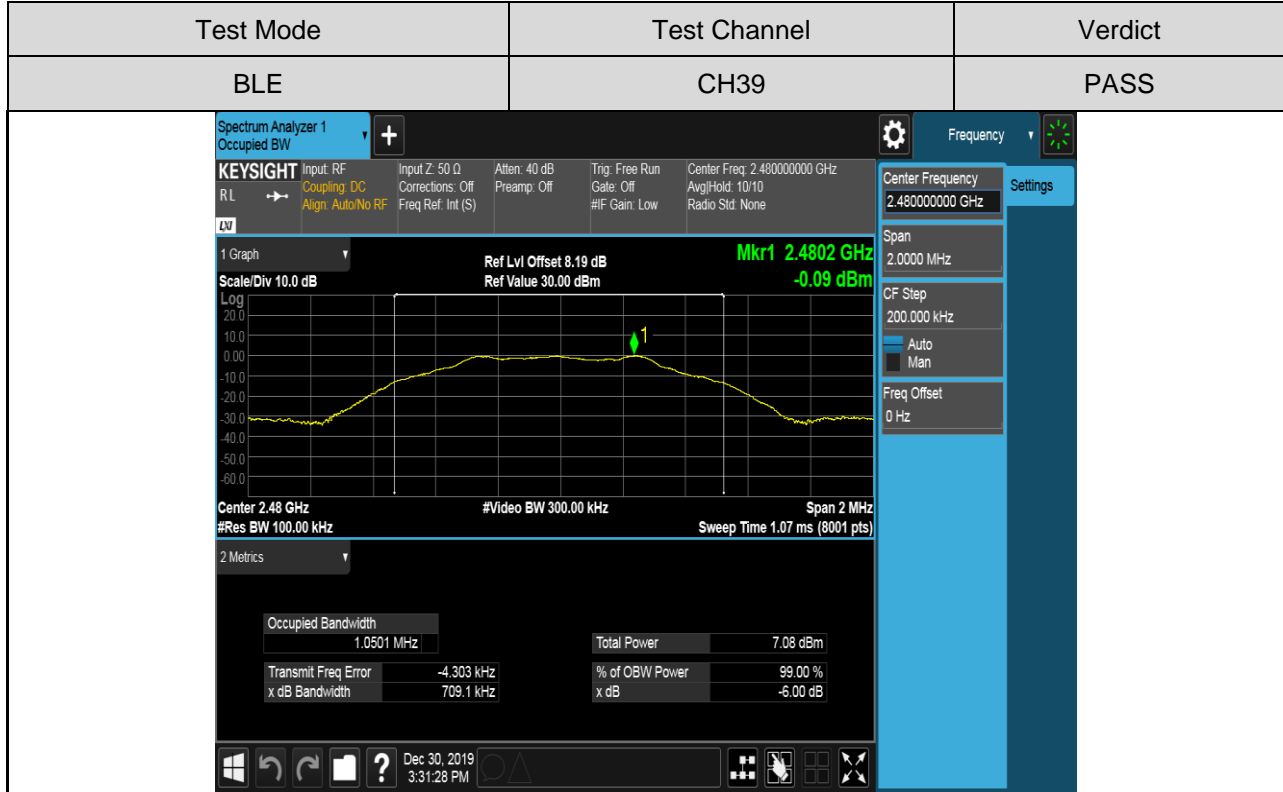 Test Mode Test Channel Verdict
BLE CH39 PASS
Spectrum Analyzer 1
Occupied BW
+
Frequency
KEYSIGHT
RL
LXI
Input: RF
Coupling: DC
Align: Auto/No RF
Input Z: 50 Ω
Corrections: Off
Freq Ref: Int (S)
Atten: 40 dB
Preamp: Off
Trig: Free Run
Gate: Off
#IF Gain: Low
Center Freq: 2.480000000 GHz
Avg|Hold: 10/10
Radio Std: None
Center Frequency
2.480000000 GHz
Settings
Span
2.0000 MHz
CF Step
200.000 kHz
Auto
Man
Freq Offset
0 Hz
1 Graph
Scale/Div 10.0 dB
Ref Lvl Offset 8.19 dB
Ref Value 30.00 dBm
Mkr1 2.4802 GHz
-0.09 dBm
Log
20.0
10.0
0.00
-10.0
-20.0
-30.0
-40.0
-50.0
-60.0
1
Center 2.48 GHz
#Res BW 100.00 kHz
#Video BW 300.00 kHz
Span 2 MHz
Sweep Time 1.07 ms (8001 pts)
2 Metrics
Occupied Bandwidth
1.0501 MHz
Transmit Freq Error -4.303 kHz
x dB Bandwidth 709.1 kHz
Total Power 7.08 dBm
% of OBW Power 99.00 %
x dB -6.00 dB
?
Dec 30, 2019
3:31:28 PM